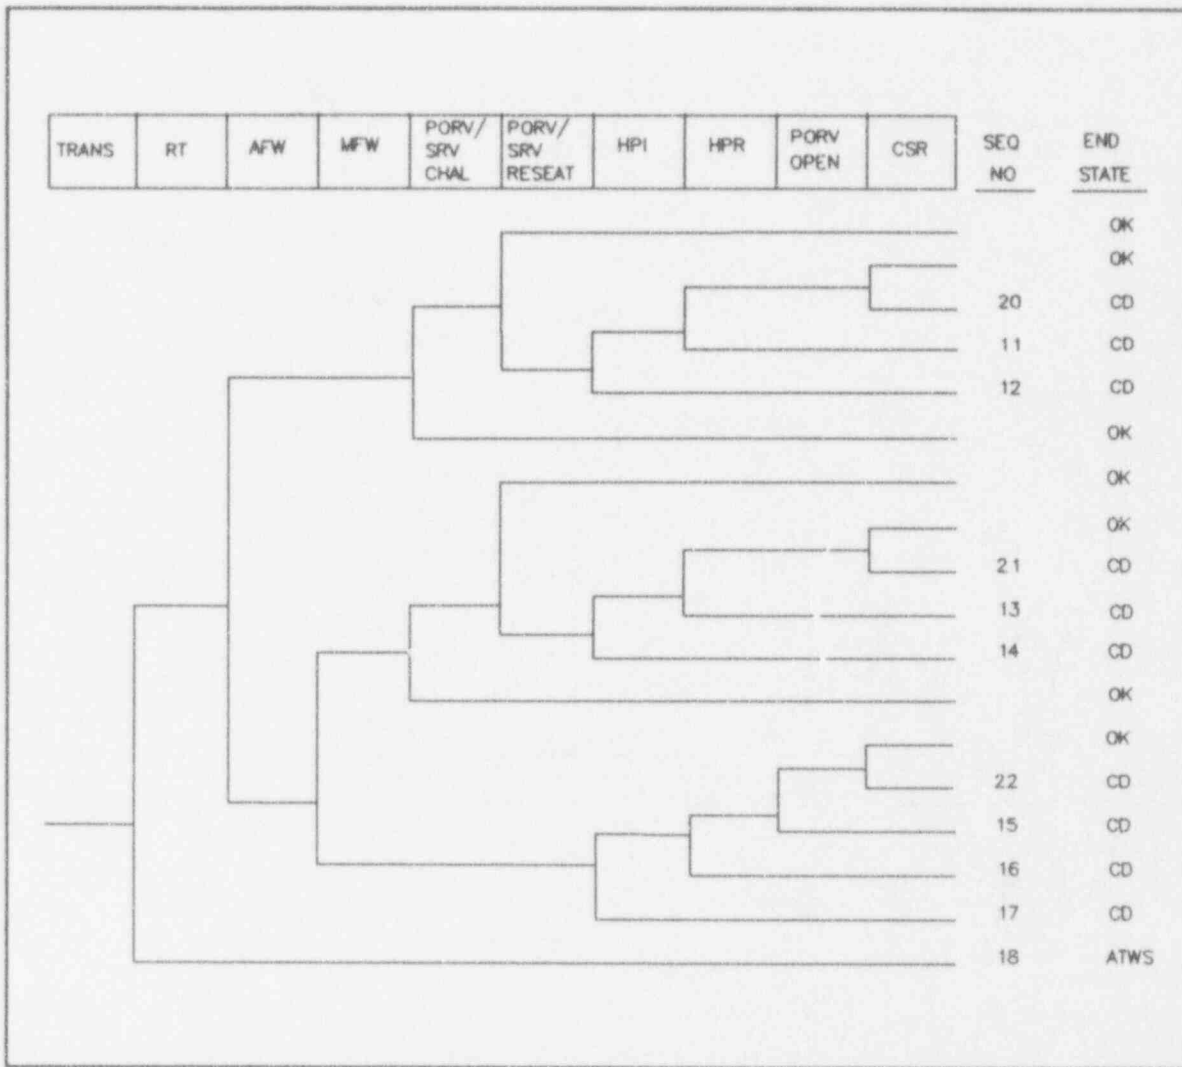 TRANS RT AFW MFW PORV/ SRV CHAL PORV/ SRV RESEAT HPI HPR PORV OPEN CSR SEQ NO END STATE
OK
OK
20 CD
11 CD
12 CD
OK
OK
OK
21 CD
13 CD
14 CD
OK
OK
22 CD
15 CD
16 CD
17 CD
18 ATWS